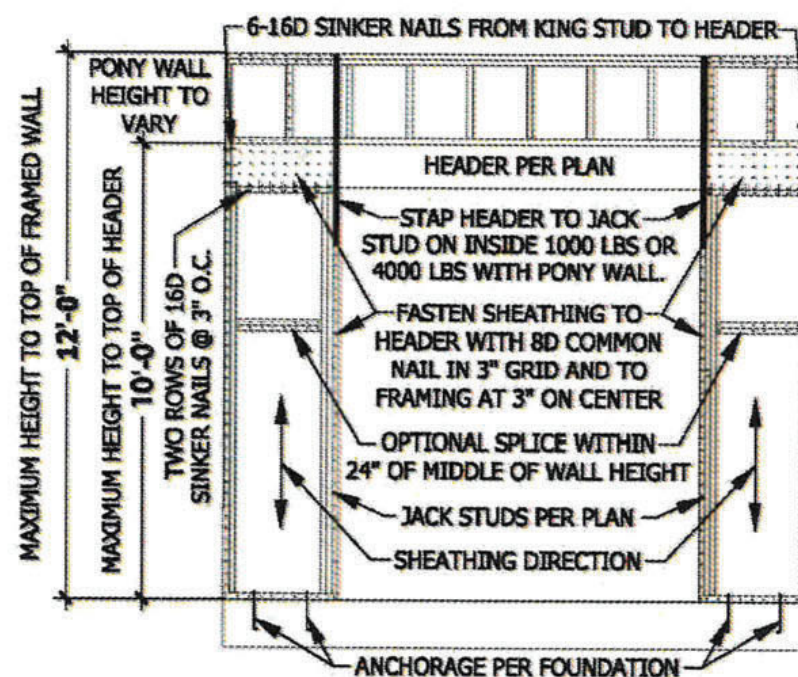 6-16D SINKER NAILS FROM KING STUD TO HEADER
PONY WALL
HEIGHT TO
VARY
HEADER PER PLAN
STAP HEADER TO JACK
STUD ON INSIDE 1000 LBS OR
4000 LBS WITH PONY WALL.
FASTEN SHEATHING TO
HEADER WITH 8D COMMON
NAIL IN 3" GRID AND TO
FRAMING AT 3" ON CENTER
OPTIONAL SPLICE WITHIN
24" OF MIDDLE OF WALL HEIGHT
JACK STUDS PER PLAN
SHEATHING DIRECTION
ANCHORAGE PER FOUNDATION
MAXIMUM HEIGHT TO TOP OF FRAMED WALL
12'-0"
MAXIMUM HEIGHT TO TOP OF HEADER
10'-0"
TWO ROWS OF 16D
SINKER NAILS @ 3" O.C.